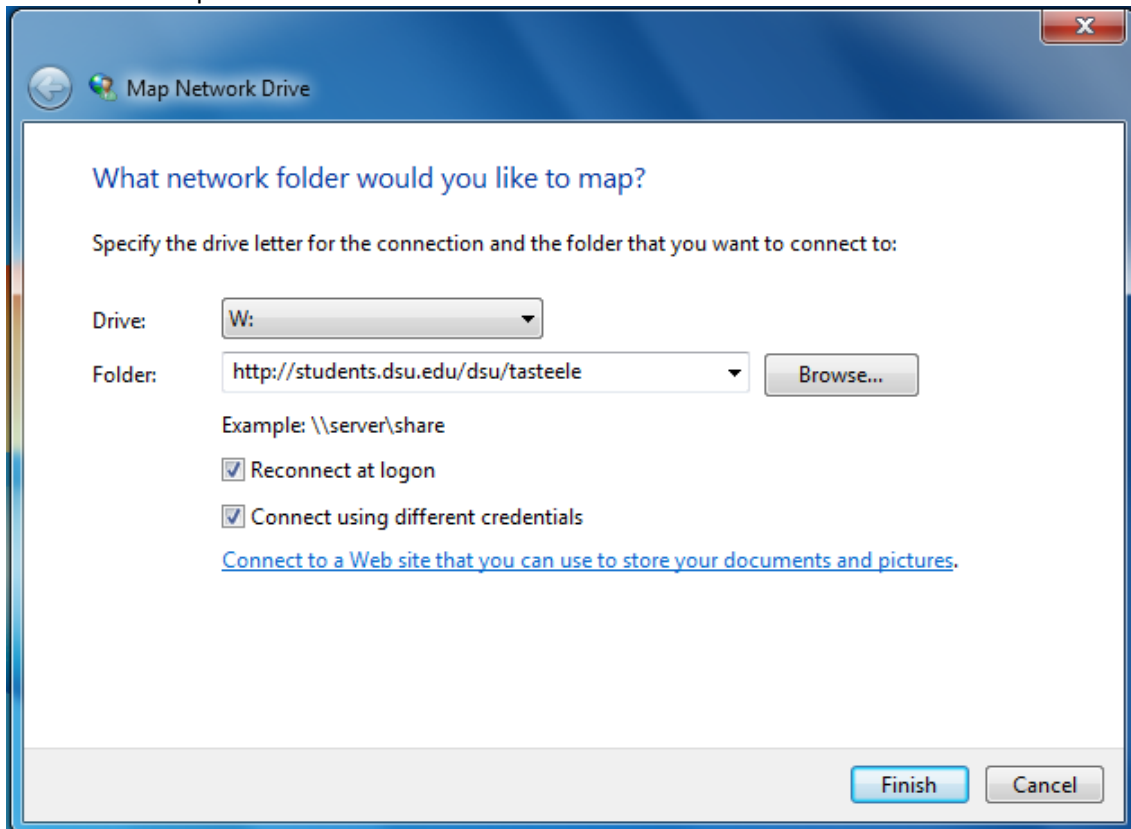 Map Network Drive
What network folder would you like to map?
Specify the drive letter for the connection and the folder that you want to connect to:
Drive: W:
Folder: http://students.dsu.edu/dsu/tasteele Browse...
Example: \\server\share
Reconnect at logon
Connect using different credentials
Connect to a Web site that you can use to store your documents and pictures.
Finish Cancel